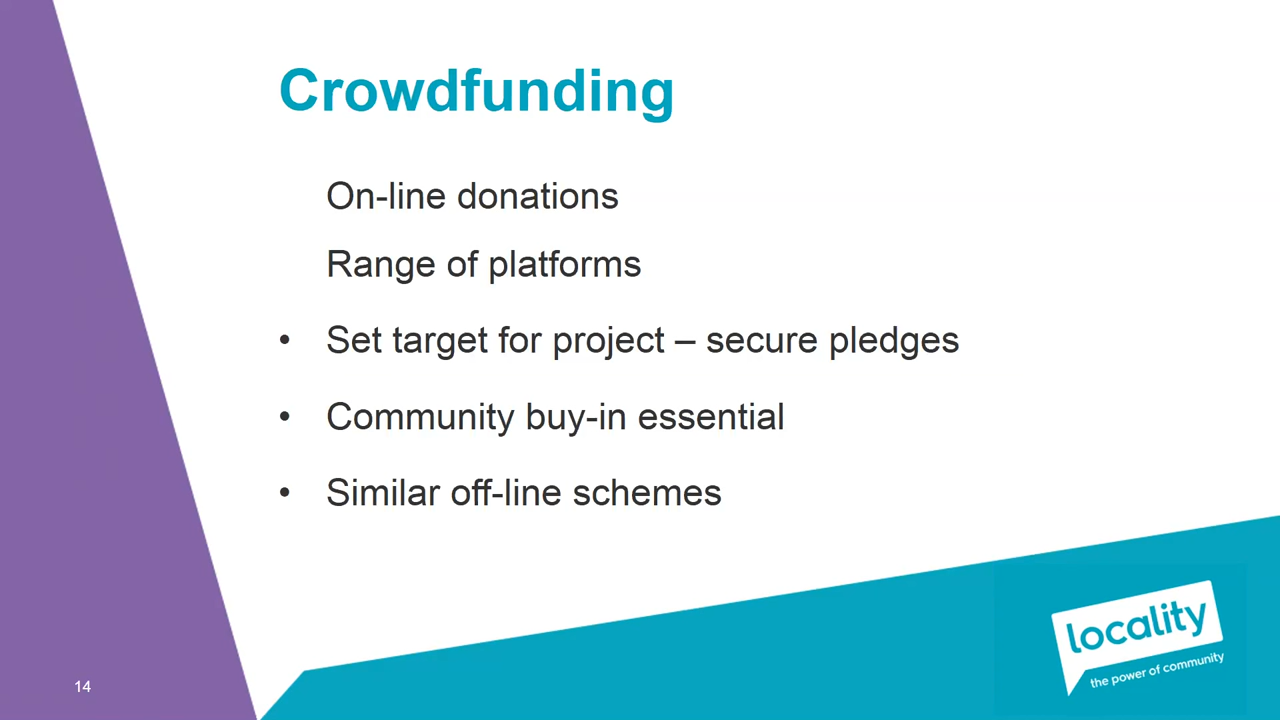 Crowdfunding
On-line donations
Range of platforms
• Set target for project – secure pledges
• Community buy-in essential
• Similar off-line schemes
locality
the power of community
14